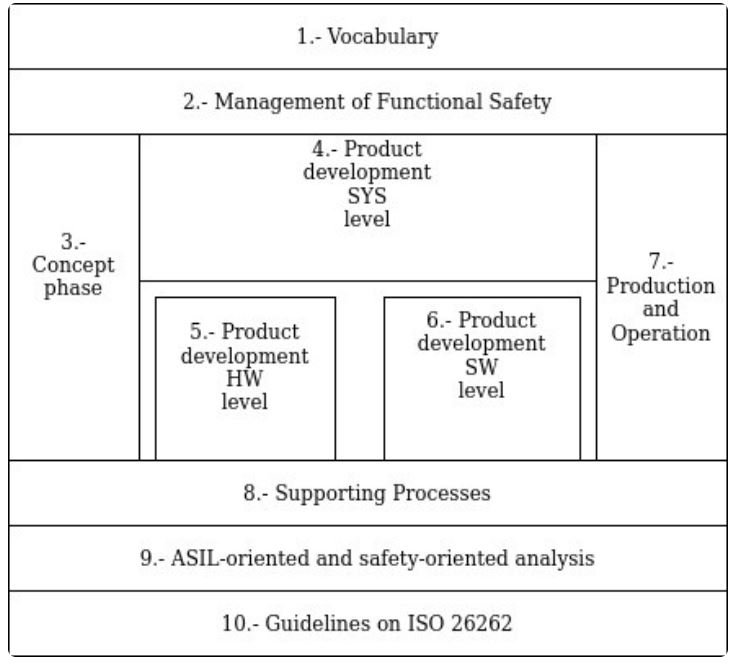 1.- Vocabulary
2.- Management of Functional Safety
3.-
Concept
phase
4.- Product
development
SYS
level
5.- Product
development
HW
level
6.- Product
development
SW
level
7.-
Production
and
Operation
8.- Supporting Processes
9.- ASIL-oriented and safety-oriented analysis
10.- Guidelines on ISO 26262